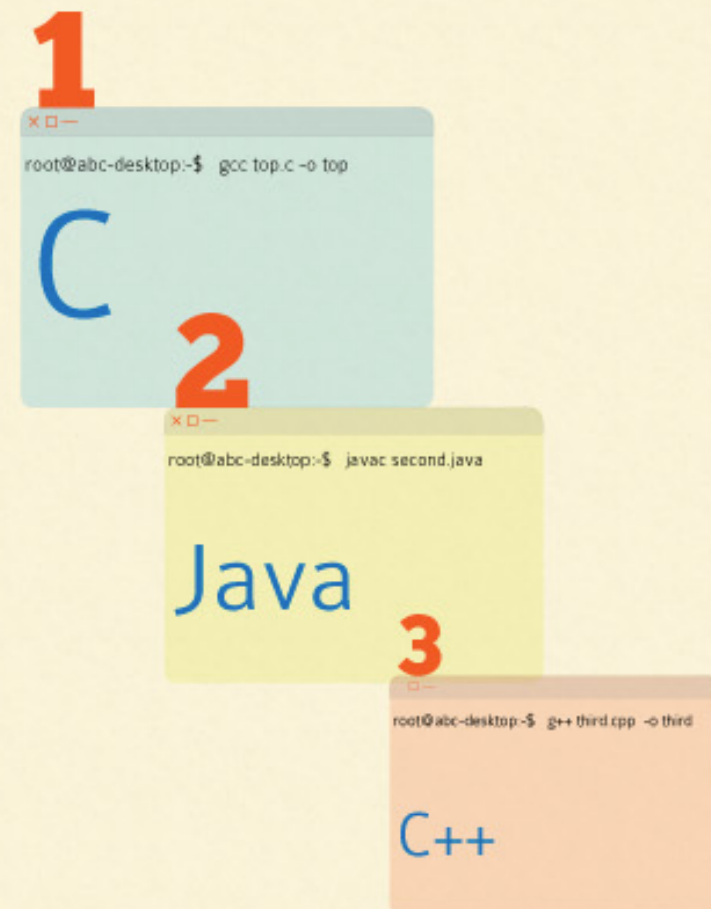 1
root@abc-desktop:~$ gcc top.c -o top
C
2
root@abc-desktop:~$ javac second.java
Java
3
root@abc-desktop:~$ g++ third.cpp -o third
C++